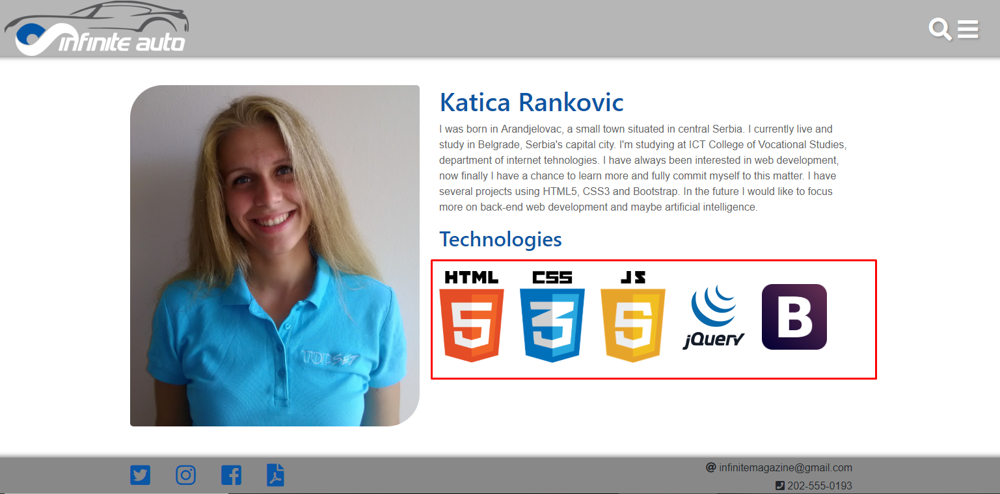 infinite auto
Katica Rankovic
I was born in Arandjelovac, a small town situated in central Serbia. I currently live and
study in Belgrade, Serbia's capital city. I'm studying at ICT College of Vocational Studies,
department of internet tehnologies. I have always been interested in web development,
now finally I have a chance to learn more and fully commit myself to this matter. I have
several projects using HTML5, CSS3 and Bootstrap. In the future I would like to focus
more on back-end web development and maybe artificial intelligence.
Technologies
HTML CSS JS
5 3 5 jQuery B
@ infinitemagazine@gmail.com
202-555-0193